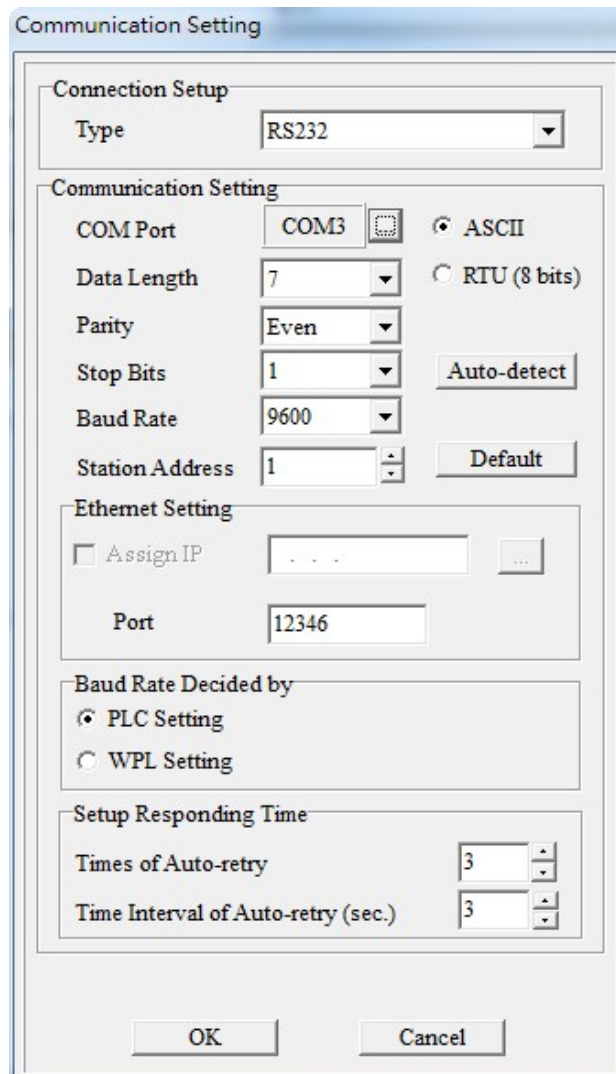 Communication Setting
Connection Setup
Type RS232
Communication Setting
COM Port COM3 ASCII
Data Length 7 RTU (8 bits)
Parity Even
Stop Bits 1 Auto-detect
Baud Rate 9600
Station Address 1 Default
Ethernet Setting
Assign IP . . . ...
Port 12346
Baud Rate Decided by
PLC Setting
WPL Setting
Setup Responding Time
Times of Auto-retry 3
Time Interval of Auto-retry (sec.) 3
OK Cancel